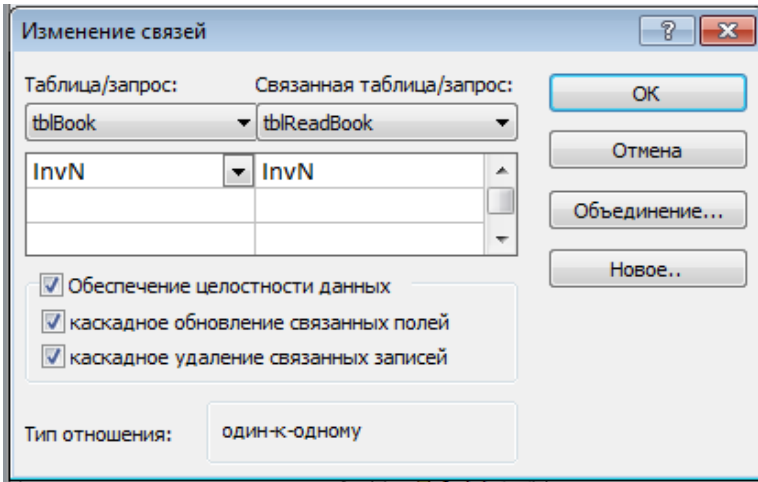 Изменение связей
Таблица/запрос: Связанная таблица/запрос:
tblBook tblReadBook
InvN InvN
Обеспечение целостности данных
каскадное обновление связанных полей
каскадное удаление связанных записей
Тип отношения: один-к-одному
OK
Отмена
Объединение...
Новое..